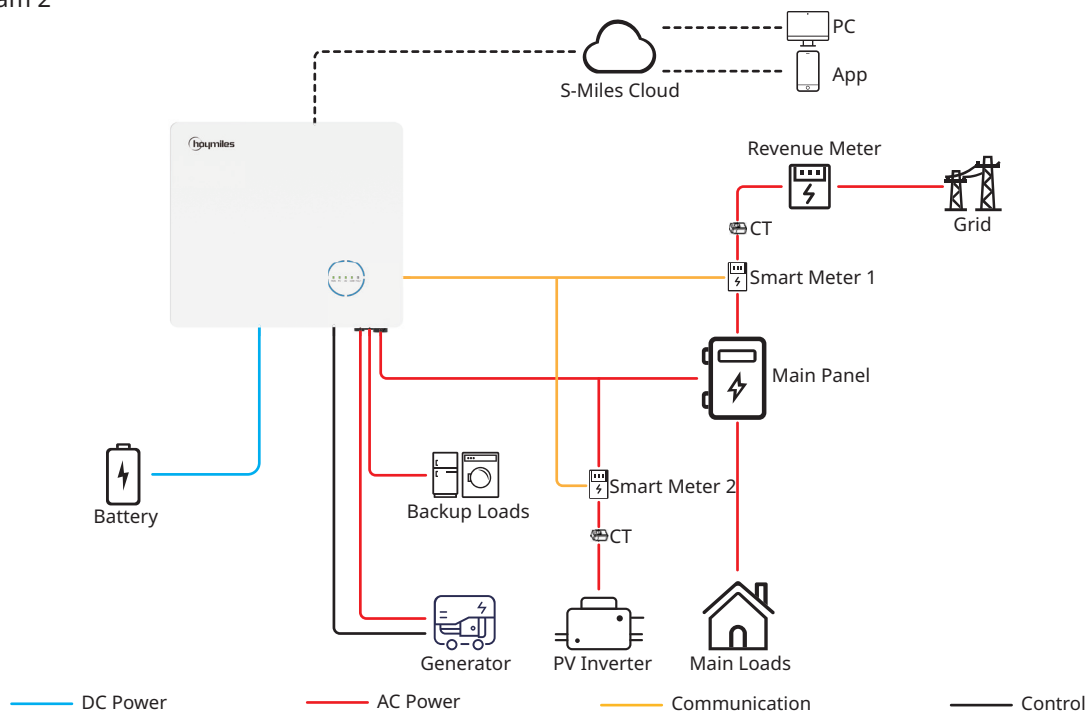 PC
App
S-Miles Cloud
hoymiles
Revenue Meter
Grid
CT
Smart Meter 1
Main Panel
Battery
Backup Loads
Smart Meter 2
CT
Generator
PV Inverter
Main Loads
DC Power
AC Power
Communication
Control